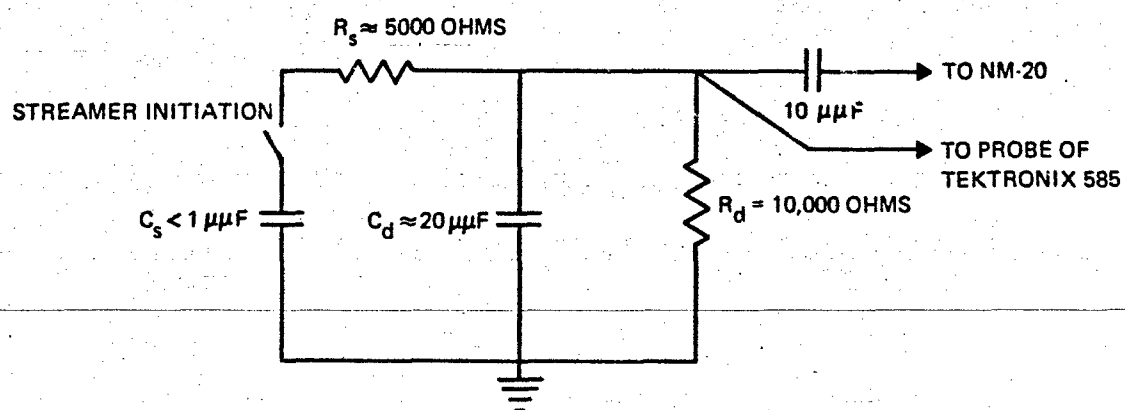 R_s ≈ 5000 OHMS
STREAMER INITIATION
TO NM-20
10 μμF
TO PROBE OF
TEKTRONIX 585
C_s < 1 μμF
C_d ≈ 20 μμF
R_d = 10,000 OHMS